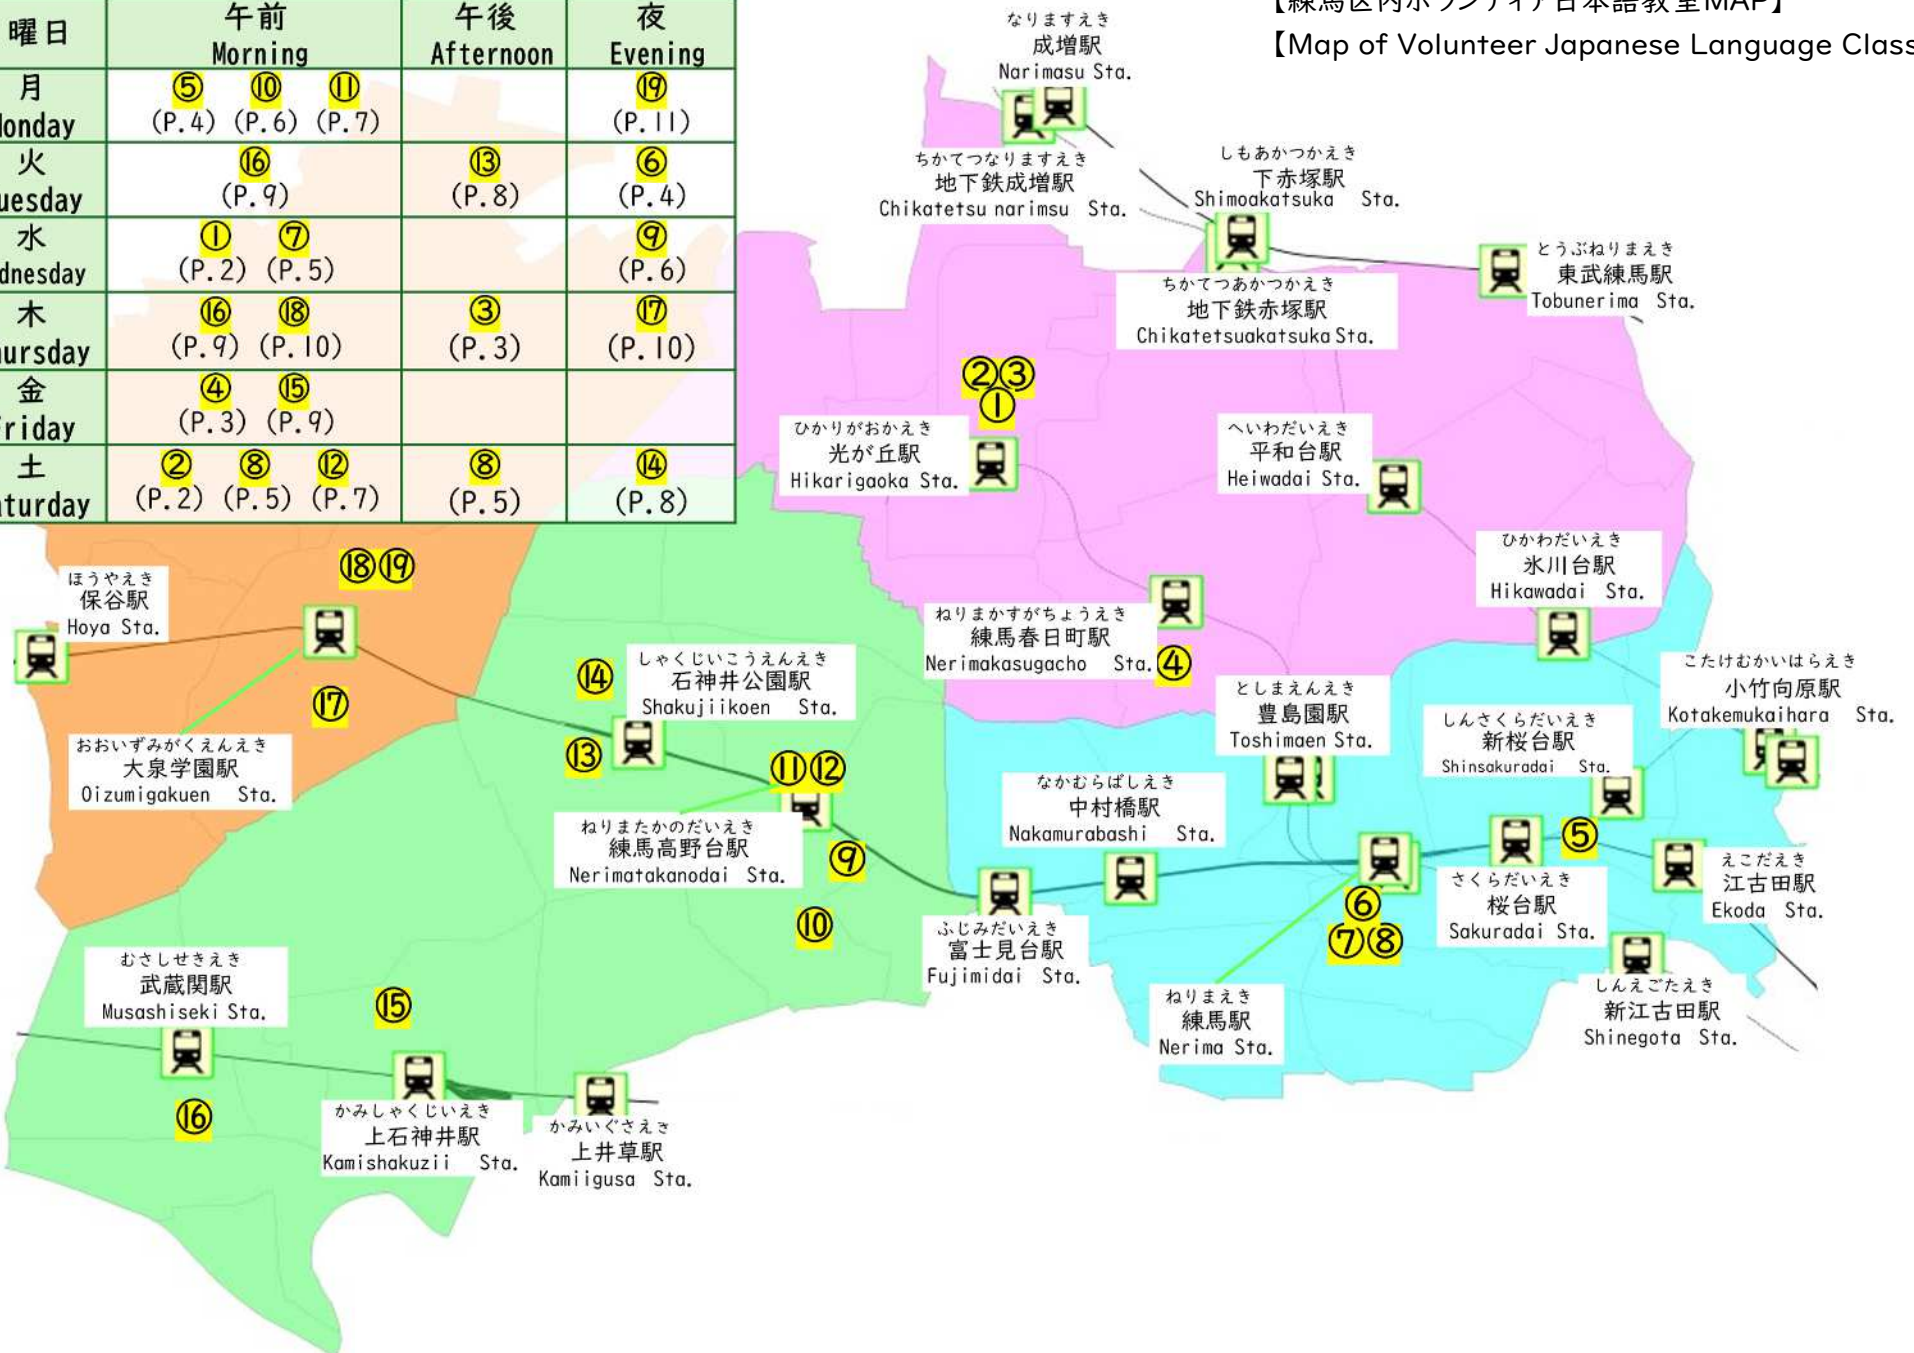 曜日
午前
Morning
午後
Afternoon
夜
Evening
月
onday
⑤ ⑩ ⑪
(P.4) (P.6) (P.7)
⑲
(P.11)
火
uesday
⑯
(P.9)
⑬
(P.8)
⑥
(P.4)
水
dnesday
① ⑦
(P.2) (P.5)
⑨
(P.6)
木
ursday
⑯ ⑱
(P.9) (P.10)
③
(P.3)
⑰
(P.10)
金
riday
④ ⑮
(P.3) (P.9)
土
aturday
② ⑧ ⑫
(P.2) (P.5) (P.7)
⑧
(P.5)
⑭
(P.8)
【練馬区内ボランティア日本語教室MAP】
【Map of Volunteer Japanese Language Class
なりますえき
成増駅
Narimasu Sta.
ちかてつなりますえき
地下鉄成増駅
Chikatetsu narimsu Sta.
しもあかつかえき
下赤塚駅
Shimoakatsuka Sta.
とうぶねりまえき
東武練馬駅
Tobunerima Sta.
ちかてつあかつかえき
地下鉄赤塚駅
Chikatetsuakatsuka Sta.
②③
①
ひかりがおかえき
光が丘駅
Hikarigaoka Sta.
へいわだいえき
平和台駅
Heiwadai Sta.
ひかわだいえき
氷川台駅
Hikawadai Sta.
⑱⑲
ほうやえき
保谷駅
Hoya Sta.
ねりまかすがちょうえき
練馬春日町駅
Nerimakasugacho Sta.
④
⑰
⑭
しゃくじいこうえんえき
石神井公園駅
Shakujiikoen Sta.
としまえんえき
豊島園駅
Toshimaen Sta.
こたけむかいはらえき
小竹向原駅
Kotakemukaihara Sta.
しんさくらだいえき
新桜台駅
Shinsakuradai Sta.
おおいずみがくえんえき
大泉学園駅
Oizumigakuen Sta.
⑬
⑪⑫
なかむらばしえき
中村橋駅
Nakamurabashi Sta.
ねりまたかのだいえき
練馬高野台駅
Nerimatakanodai Sta.
⑨
⑤
えこだえき
江古田駅
Ekoda Sta.
⑩
⑥
⑦⑧
さくらだいえき
桜台駅
Sakuradai Sta.
ふじみだいえき
富士見台駅
Fujimidai Sta.
むさしせきえき
武蔵関駅
Musashiseki Sta.
⑮
ねりまえき
練馬駅
Nerima Sta.
しんえごたえき
新江古田駅
Shinegota Sta.
⑯
かみしゃくじいえき
上石神井駅
Kamishakuzii Sta.
かみいぐさえき
上井草駅
Kamiigusa Sta.